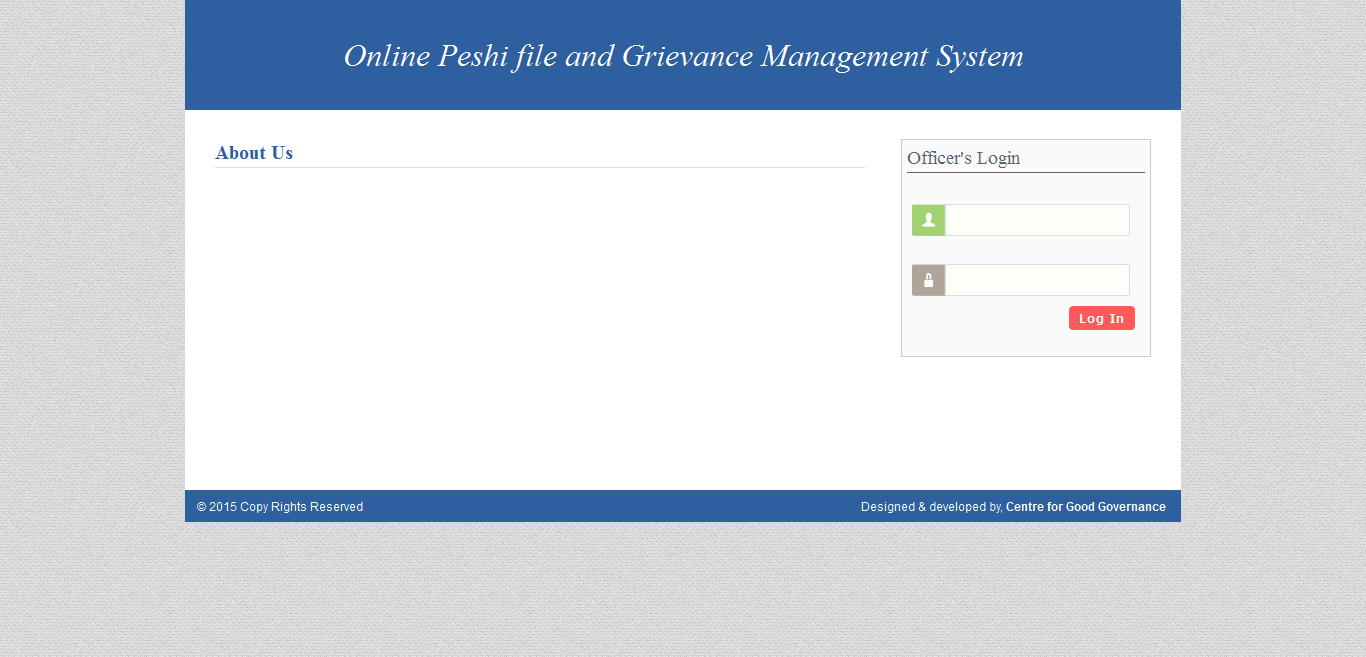 Online Peshi file and Grievance Management System
About Us
Officer's Login
Log In
© 2015 Copy Rights Reserved
Designed & developed by, Centre for Good Governance